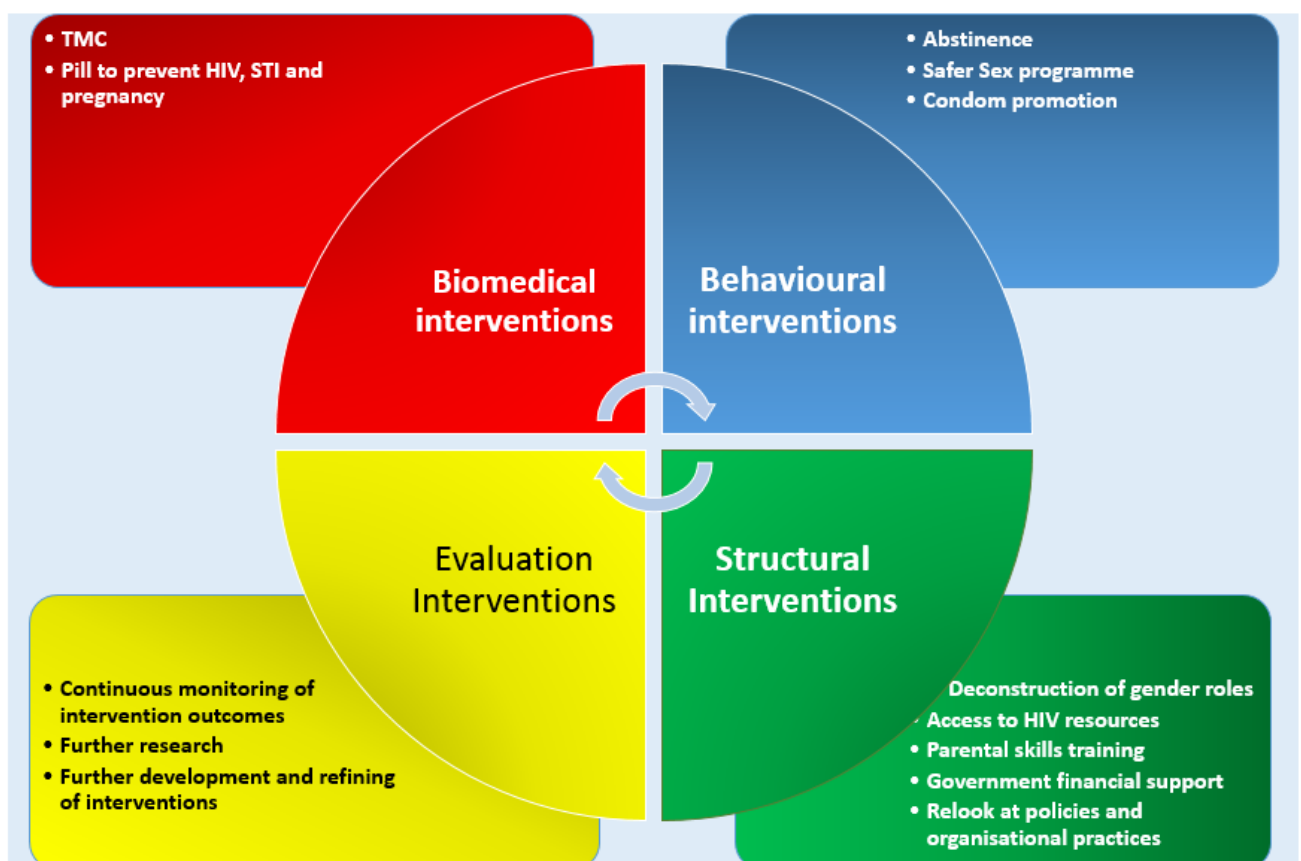 • TMC
• Pill to prevent HIV, STI and
pregnancy
• Abstinence
• Safer Sex programme
• Condom promotion
Biomedical
interventions
Behavioural
interventions
Evaluation
Interventions
Structural
Interventions
• Continuous monitoring of
intervention outcomes
• Further research
• Further development and refining
of interventions
• Deconstruction of gender roles
• Access to HIV resources
• Parental skills training
• Government financial support
• Relook at policies and
organisational practices